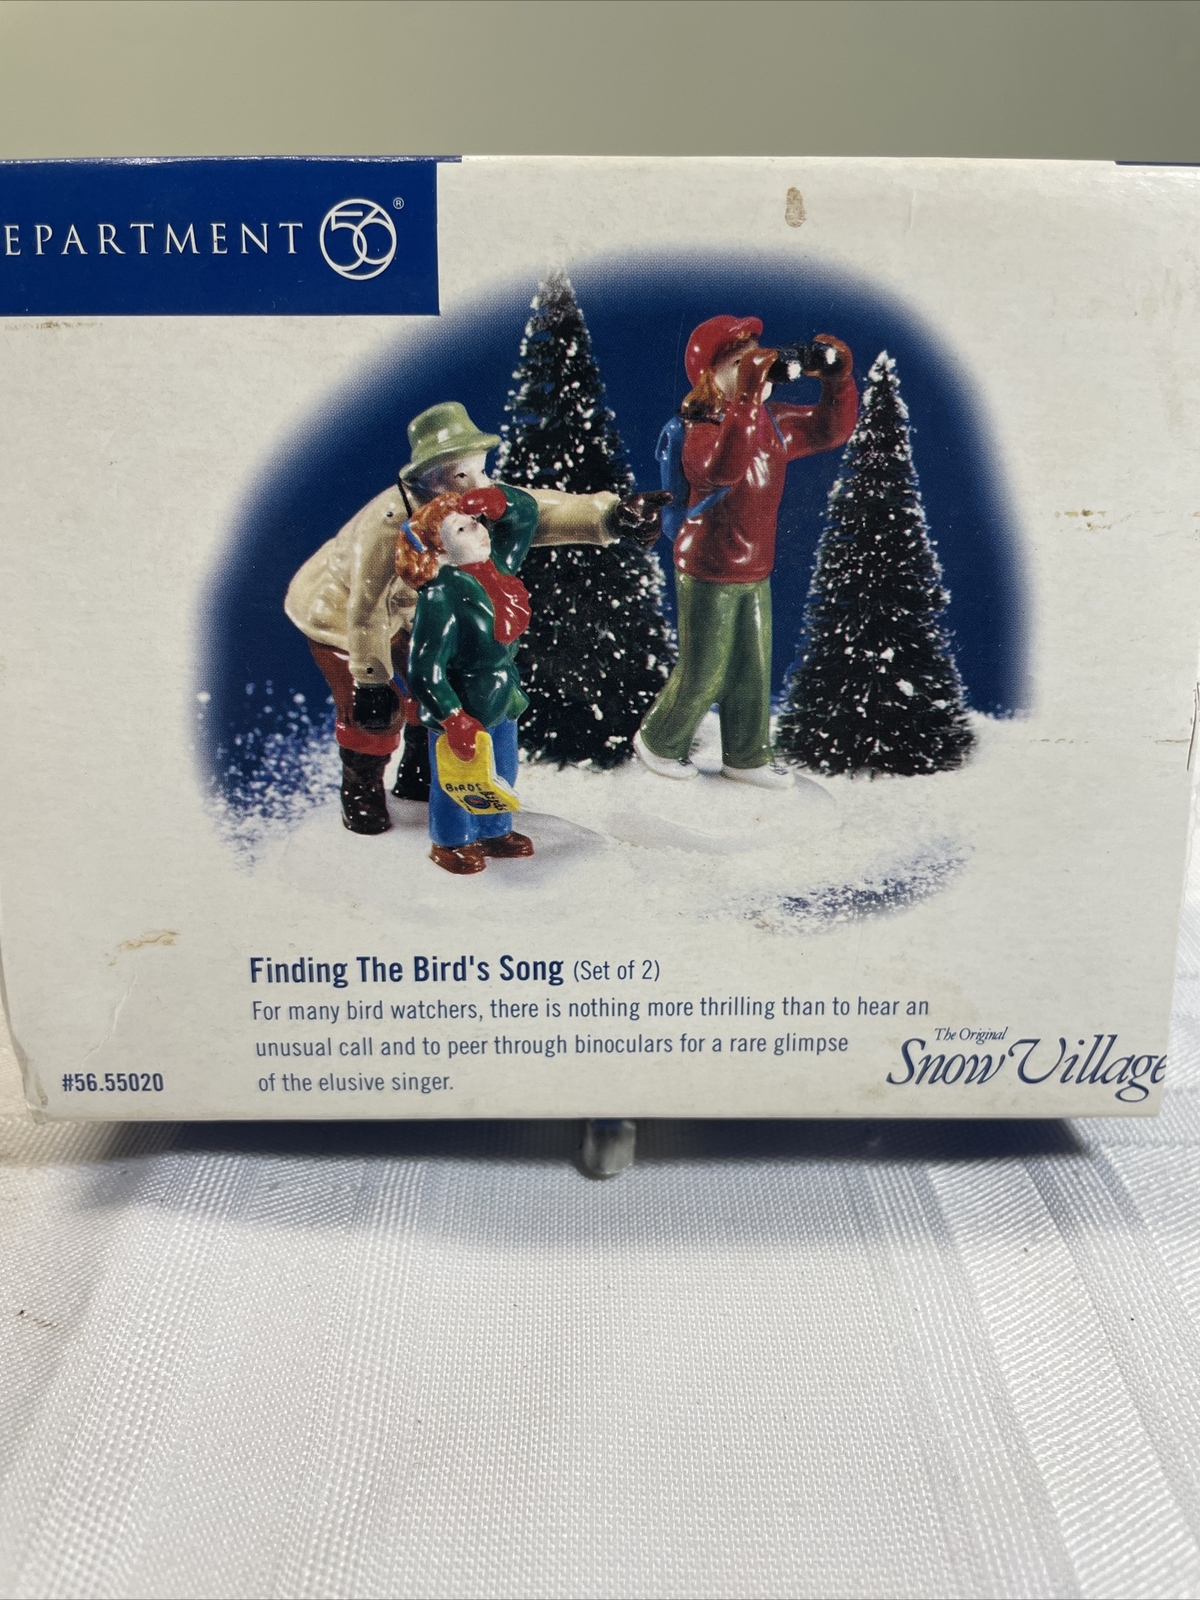 EPARTMENT 56®
BIRDS
Finding The Bird's Song (Set of 2)
For many bird watchers, there is nothing more thrilling than to hear an
unusual call and to peer through binoculars for a rare glimpse
of the elusive singer.
#56.55020
The Original
Snow Village